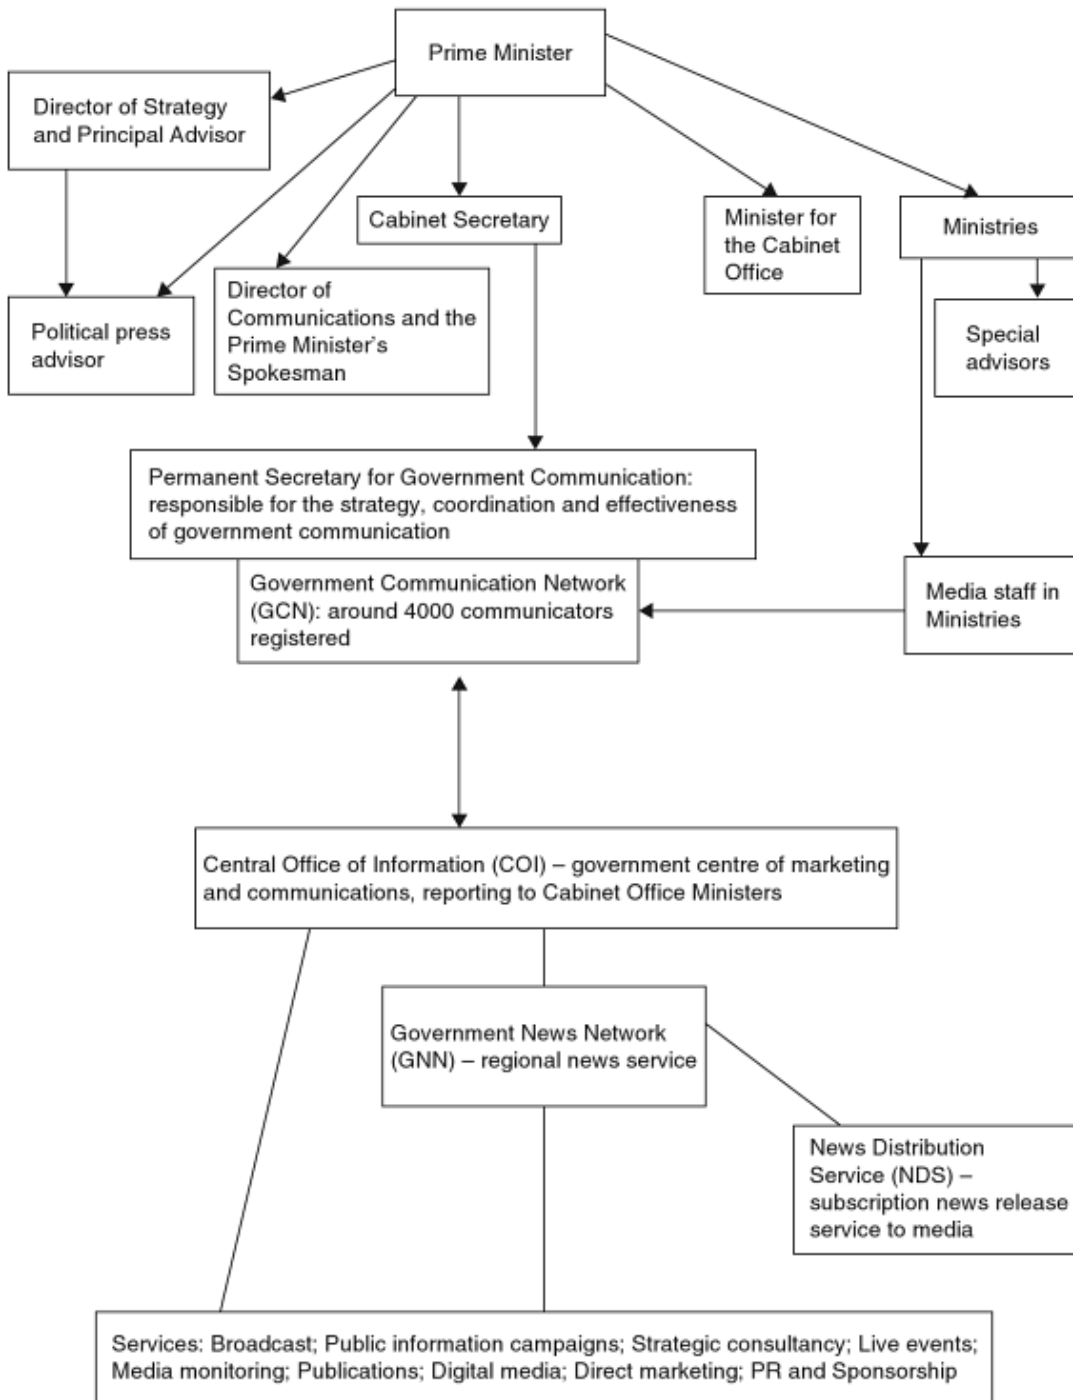 Prime Minister
Director of Strategy
and Principal Advisor
Cabinet Secretary
Minister for
the Cabinet
Office
Ministries
Political press
advisor
Director of
Communications and the
Prime Minister's
Spokesman
Special
advisors
Permanent Secretary for Government Communication:
responsible for the strategy, coordination and effectiveness
of government communication
Government Communication Network
(GCN): around 4000 communicators
registered
Media staff in
Ministries
Central Office of Information (COI) – government centre of marketing
and communications, reporting to Cabinet Office Ministers
Government News Network
(GNN) – regional news service
News Distribution
Service (NDS) –
subscription news release
service to media
Services: Broadcast; Public information campaigns; Strategic consultancy; Live events;
Media monitoring; Publications; Digital media; Direct marketing; PR and Sponsorship